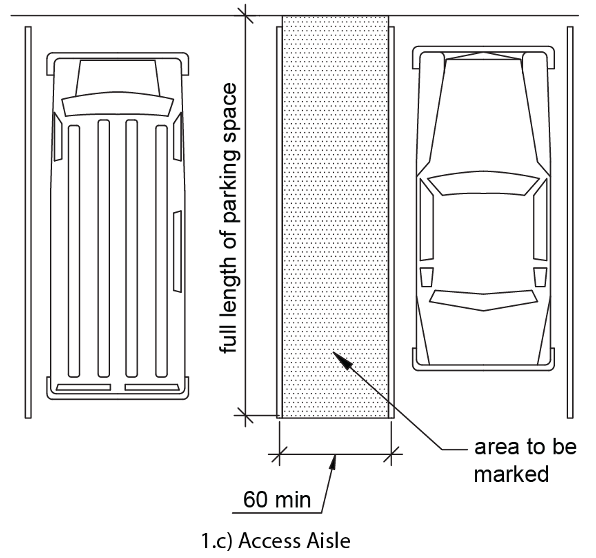 full length of parking space
area to be
marked
60 min
1.c) Access Aisle